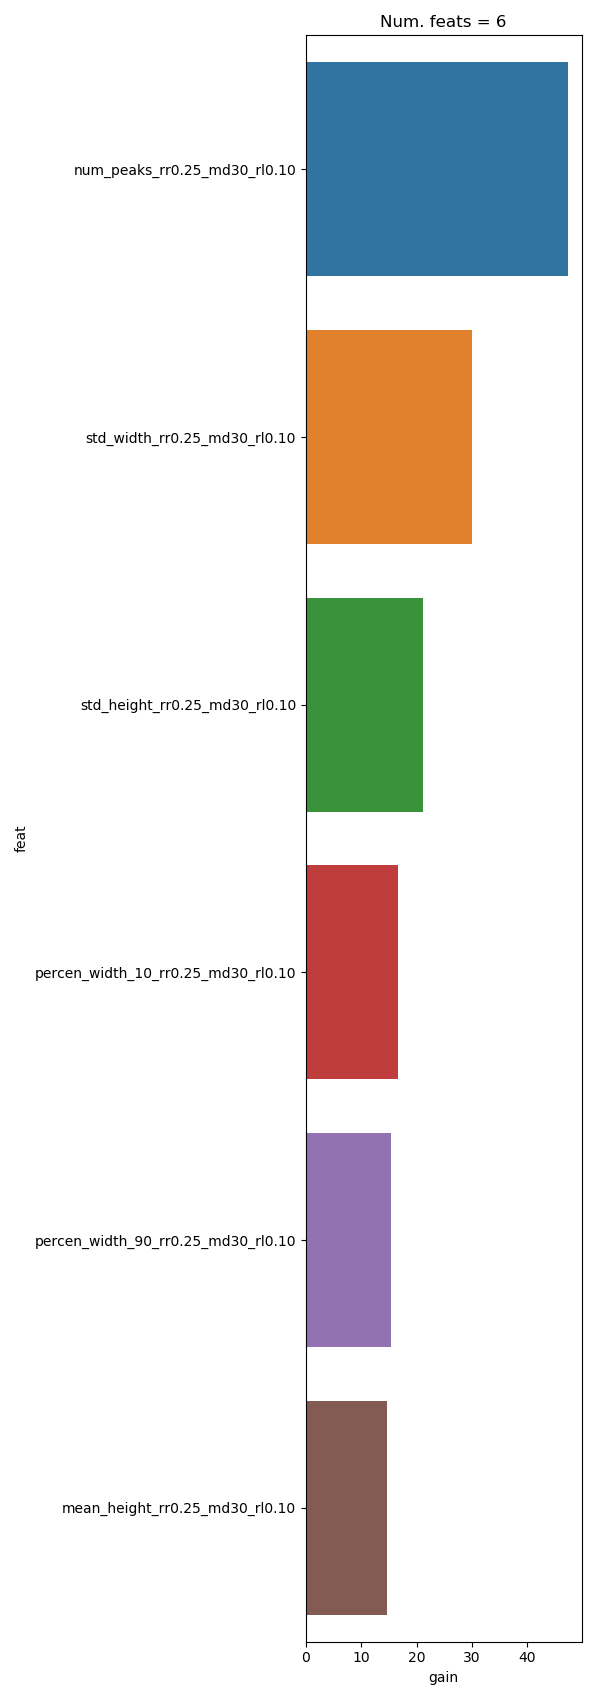 Num. feats = 6
num_peaks_rr0.25_md30_rl0.10
std_width_rr0.25_md30_rl0.10
std_height_rr0.25_md30_rl0.10
feat
percen_width_10_rr0.25_md30_rl0.10
percen_width_90_rr0.25_md30_rl0.10
mean_height_rr0.25_md30_rl0.10
0 10 20 30 40
gain